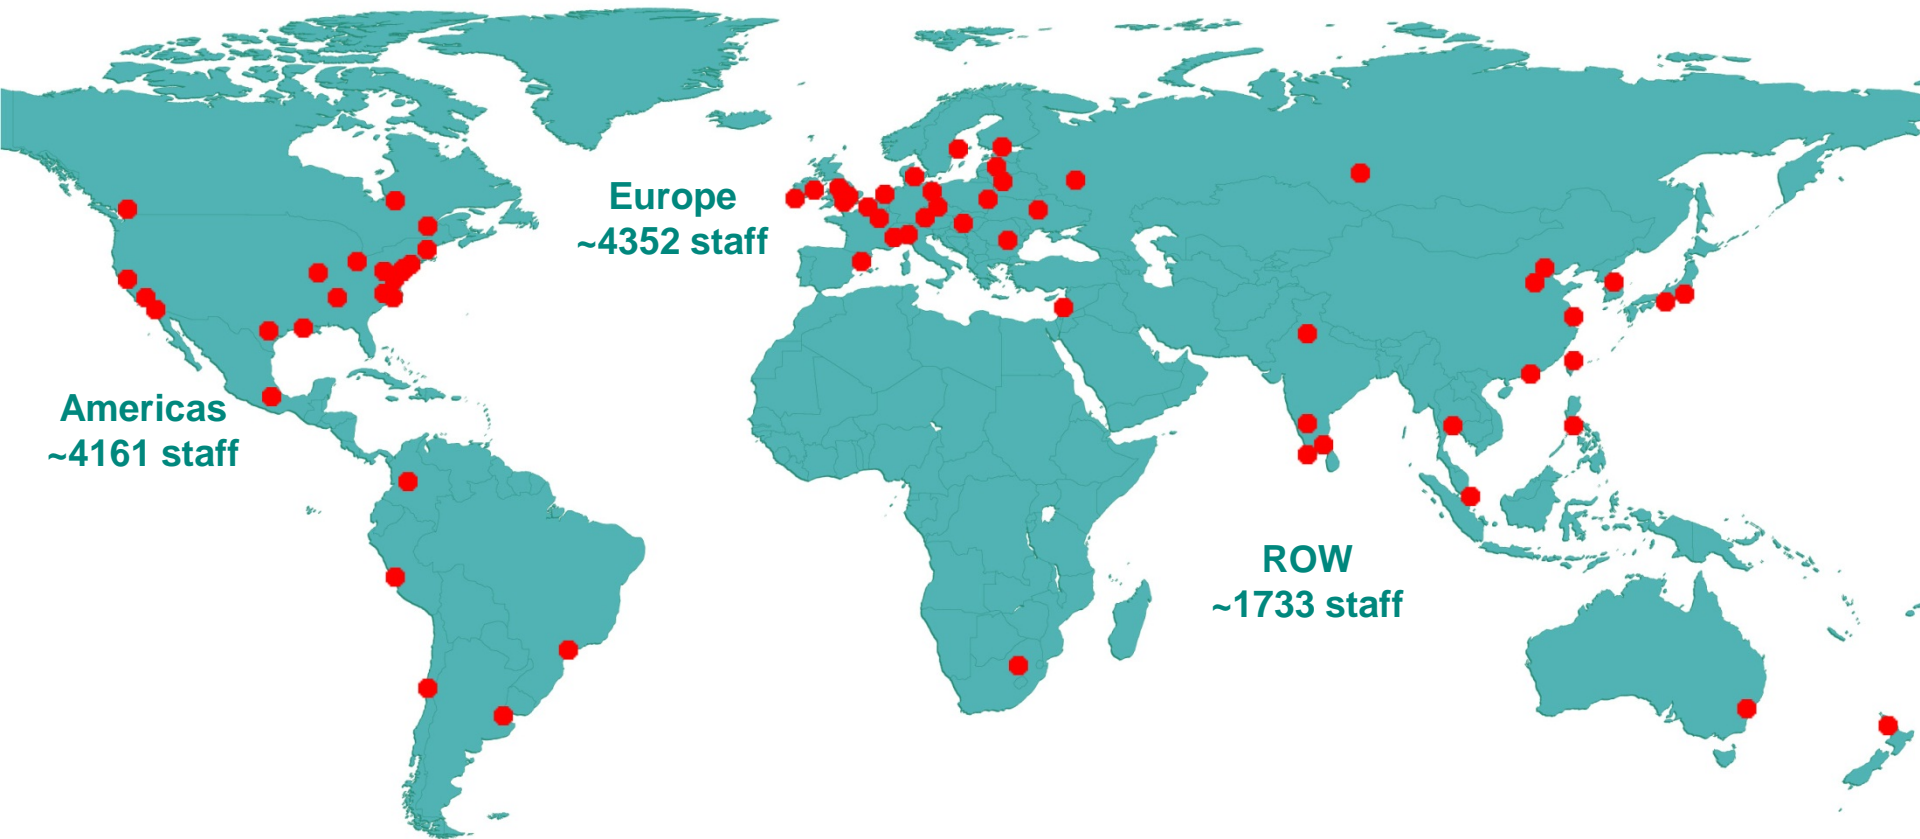 Europe
~4352 staff
Americas
~4161 staff
ROW
~1733 staff